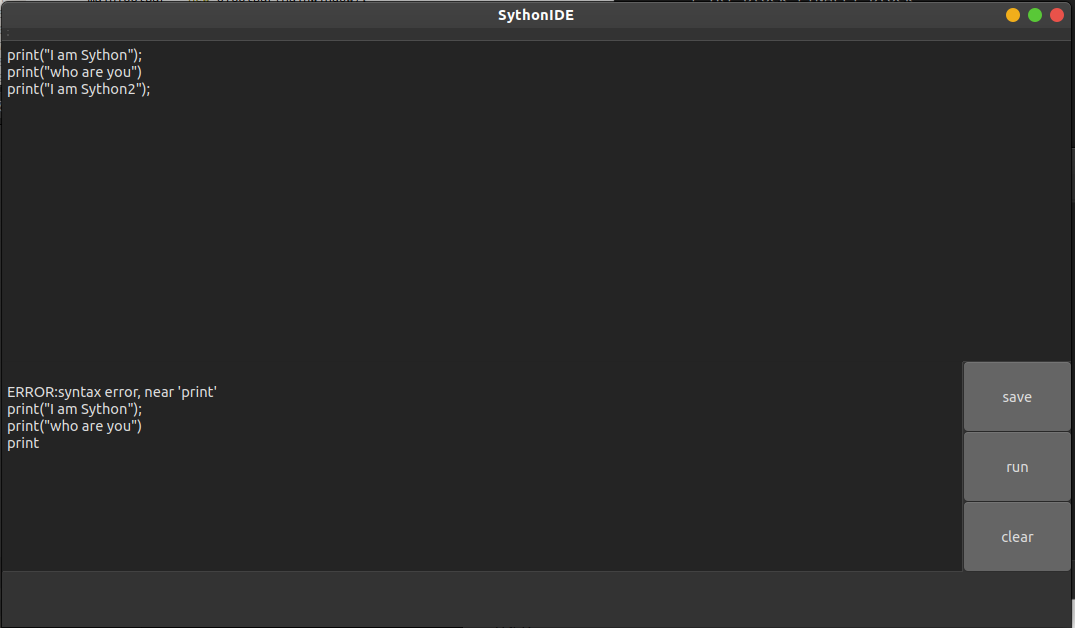 SythonIDE
print("I am Sython");
print("who are you")
print("I am Sython2");
ERROR:syntax error, near 'print'
print("I am Sython");
print("who are you")
print
save
run
clear